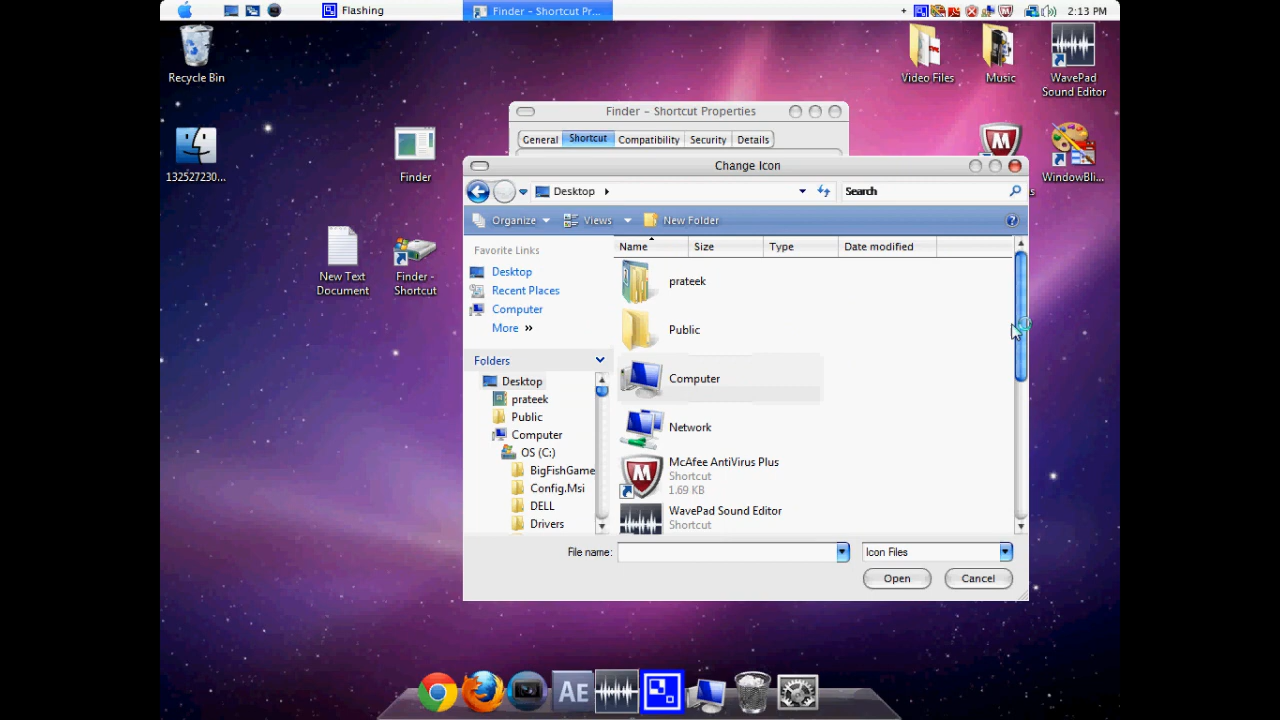 Flashing
Finder - Shortcut Pr...
2:13 PM
Recycle Bin
Video Files
Music
WavePad
Sound Editor
Finder - Shortcut Properties
General
Shortcut
Compatibility
Security
Details
132527230...
Finder
WindowBli...
Change Icon
Desktop
Search
Organize
Views
New Folder
Favorite Links
Desktop
Recent Places
Computer
More
Name
Size
Type
Date modified
prateek
Public
Computer
Network
McAfee AntiVirus Plus
Shortcut
1.69 KB
WavePad Sound Editor
Shortcut
New Text
Document
Finder -
Shortcut
Folders
Desktop
prateek
Public
Computer
OS (C:)
BigFishGame
Config.Msi
DELL
Drivers
File name:
Icon Files
Open
Cancel
AE